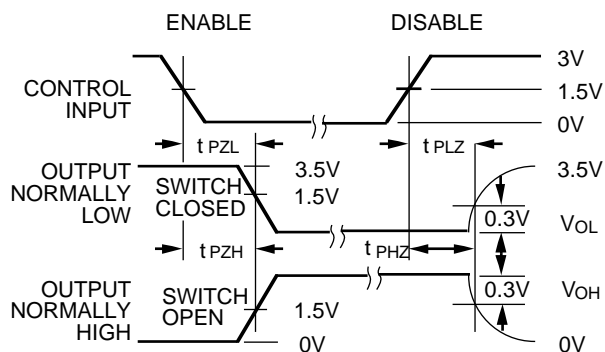 ENABLE DISABLE
3V
CONTROL INPUT
1.5V
0V
t PZL
t PLZ
OUTPUT NORMALLY LOW
3.5V
3.5V
SWITCH CLOSED
1.5V
0.3V
VOL
t PZH
t PHZ
OUTPUT NORMALLY HIGH
SWITCH OPEN
1.5V
0.3V
VOH
0V
0V